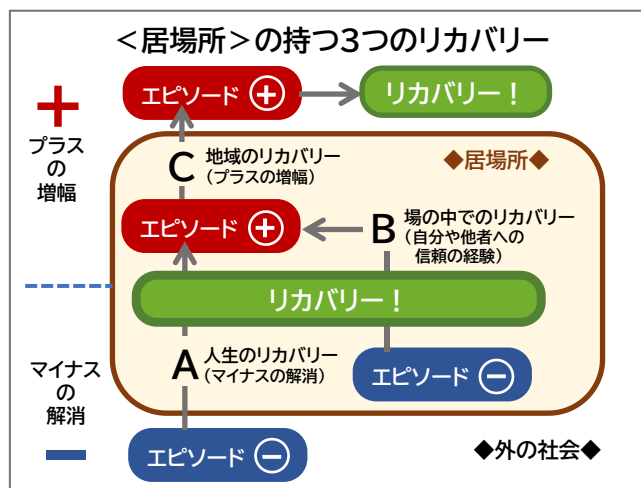 ＜居場所＞の持つ3つのリカバリー
＋
プラス
の
増幅
エピソード ＋
リカバリー！
◆居場所◆
C 地域のリカバリー
（プラスの増幅）
エピソード ＋
B 場の中でのリカバリー
（自分や他者への
信頼の経験）
リカバリー！
A 人生のリカバリー
（マイナスの解消）
エピソード －
マイナス
の
解消
－
エピソード －
◆外の社会◆